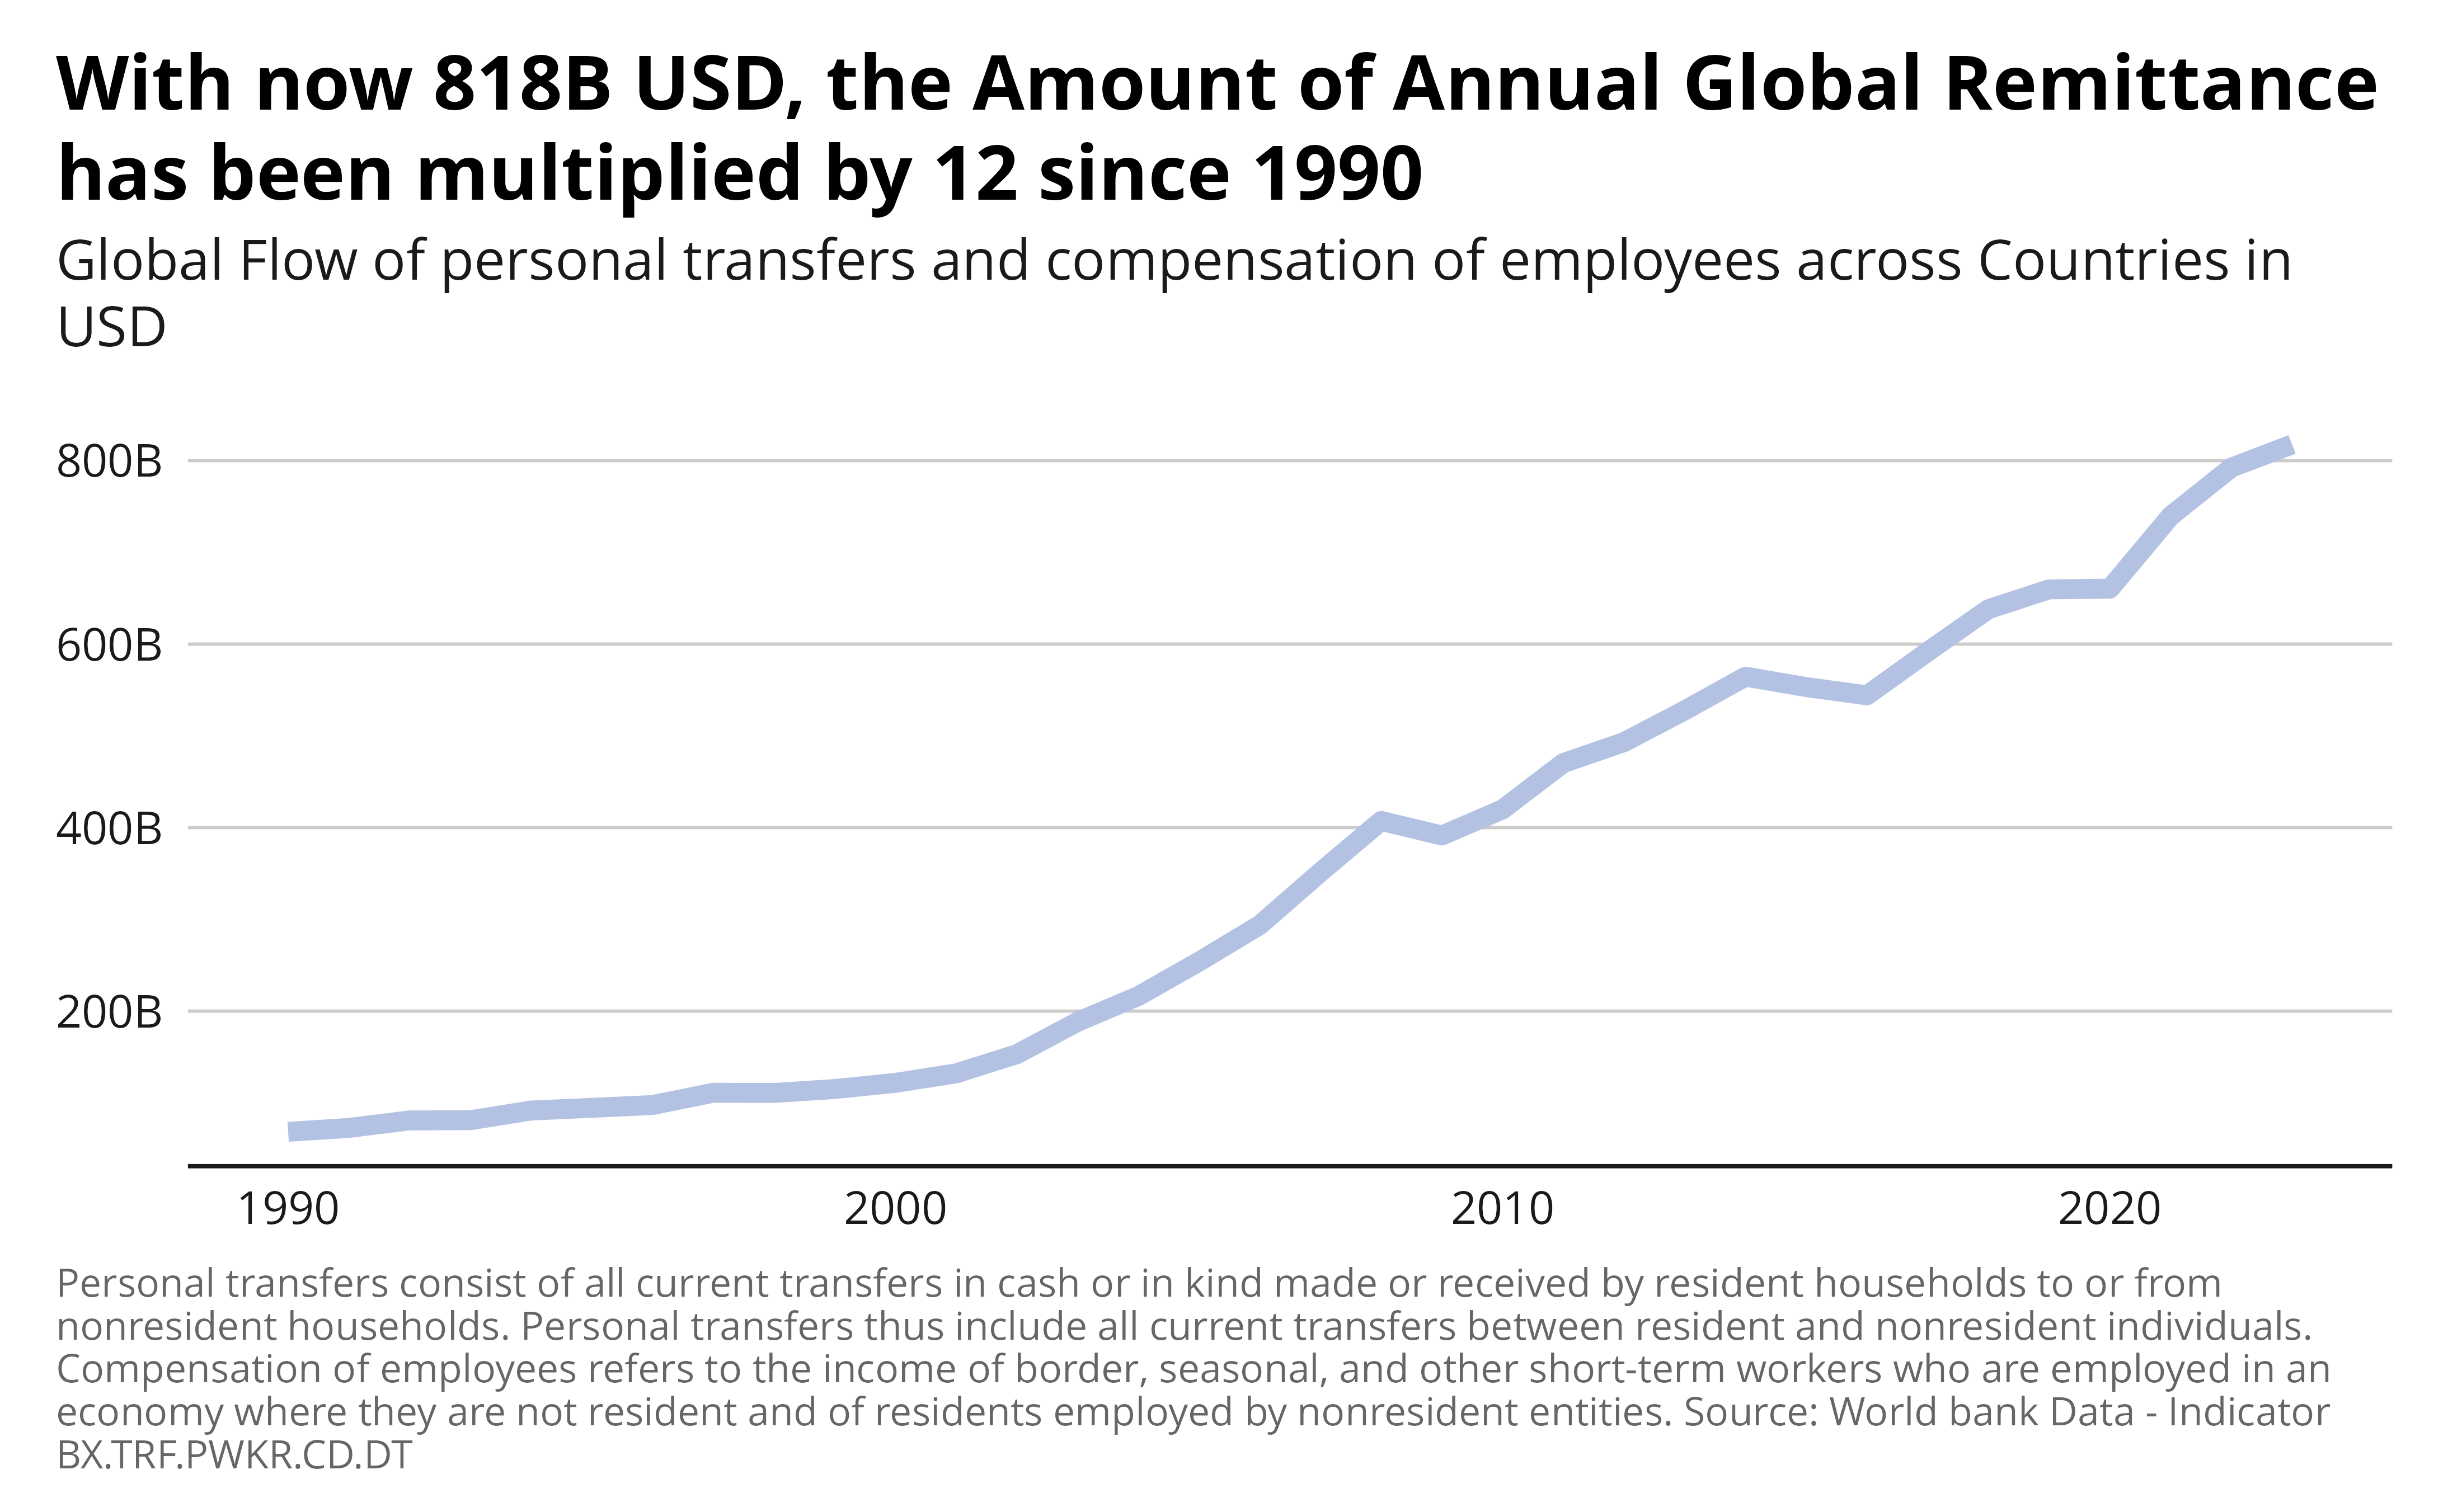 With now 818B USD, the Amount of Annual Global Remittance
has been multiplied by 12 since 1990
Global Flow of personal transfers and compensation of employees across Countries in
USD
800B
600B
400B
200B
1990 2000 2010 2020
Personal transfers consist of all current transfers in cash or in kind made or received by resident households to or from
nonresident households. Personal transfers thus include all current transfers between resident and nonresident individuals.
Compensation of employees refers to the income of border, seasonal, and other short-term workers who are employed in an
economy where they are not resident and of residents employed by nonresident entities. Source: World bank Data - Indicator
BX.TRF.PWKR.CD.DT